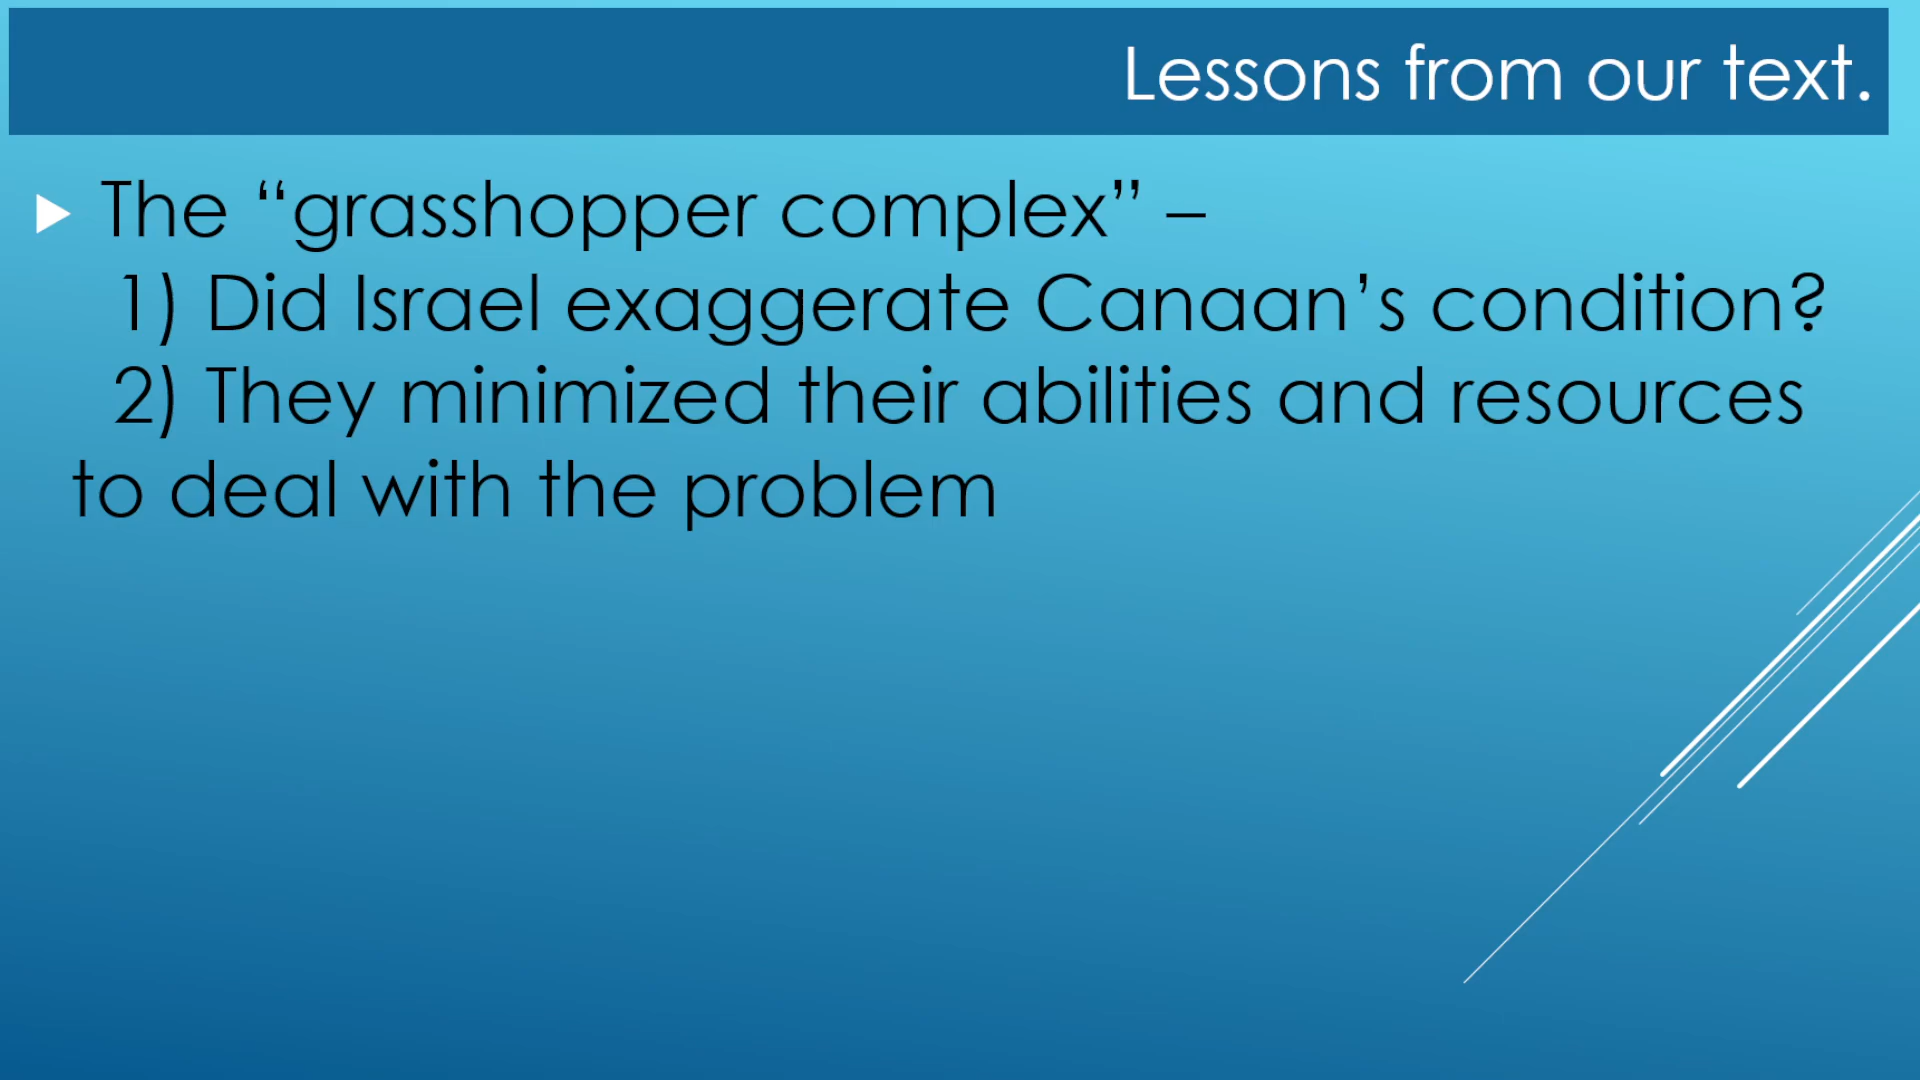 Lessons from our text.
The “grasshopper complex” –
1) Did Israel exaggerate Canaan’s condition?
2) They minimized their abilities and resources
to deal with the problem